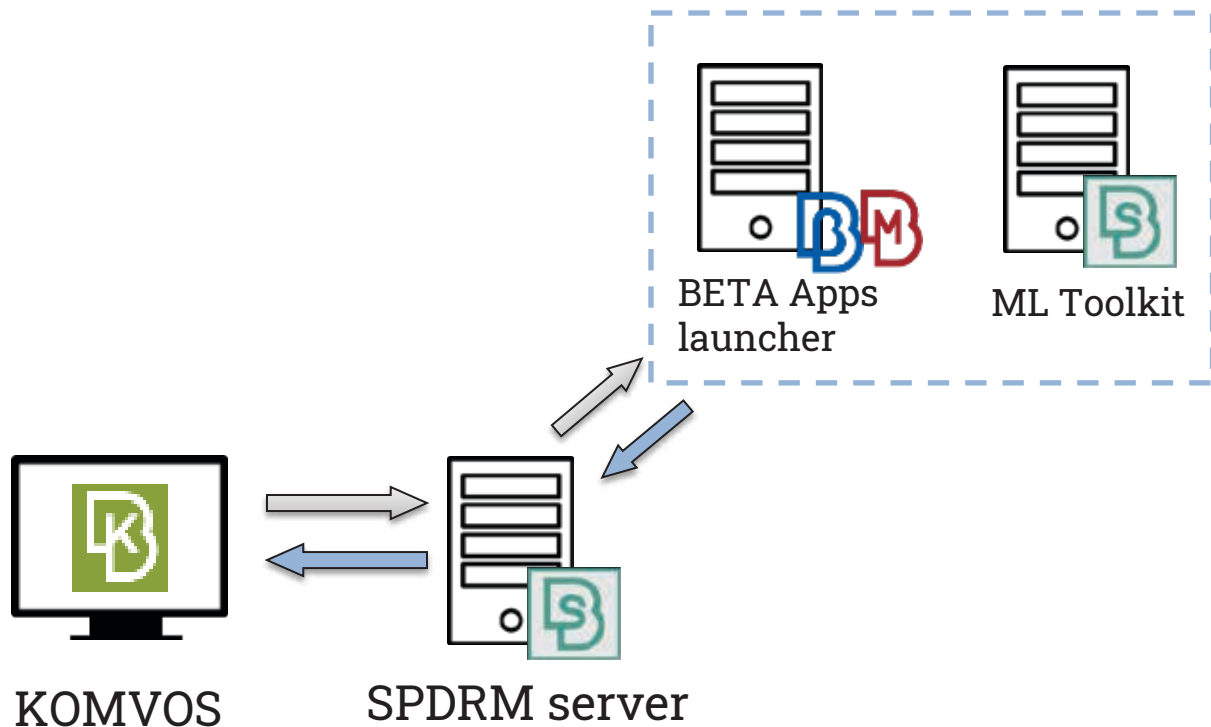 BETA Apps
launcher
ML Toolkit
KOMVOS
SPDRM server
K
S
M
S